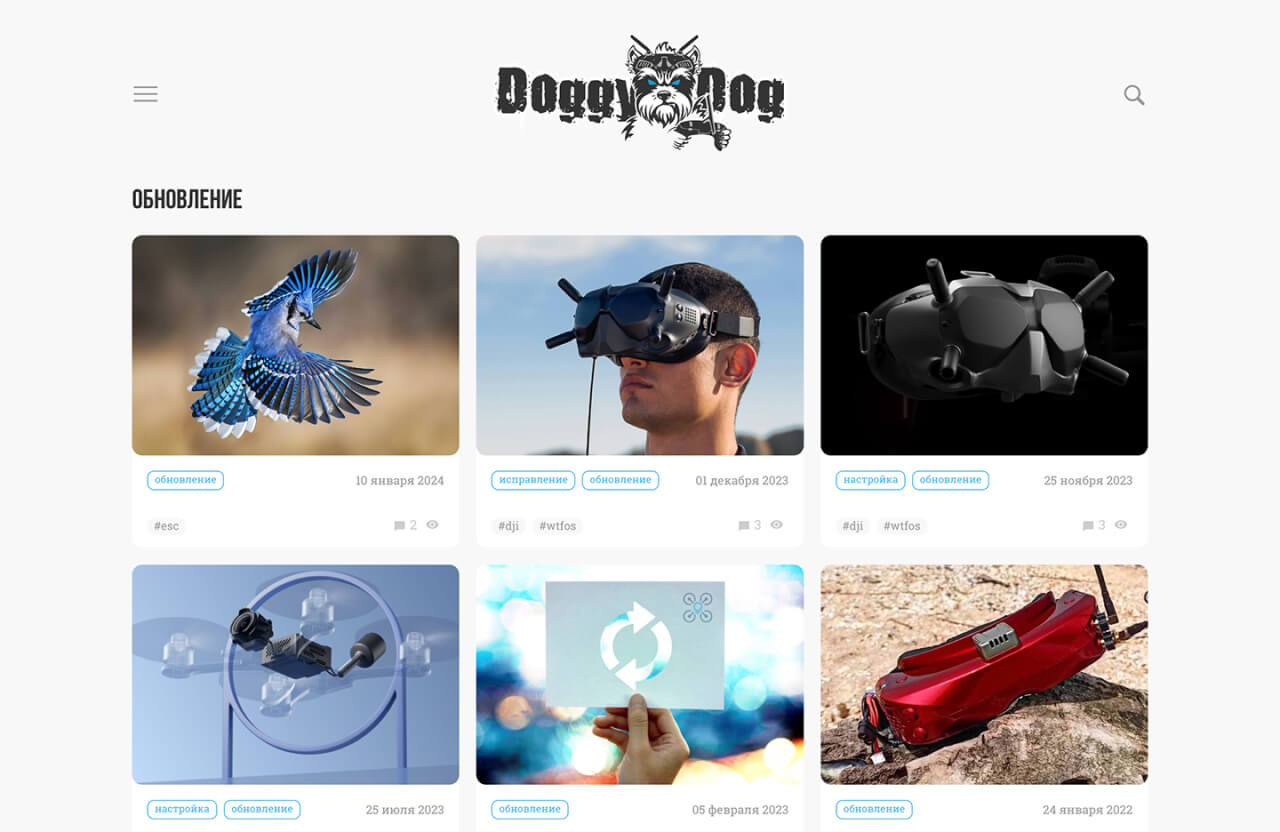 Doggy Dog
ОБНОВЛЕНИЕ
обновление 10 января 2024
#esc 2
исправление обновление 01 декабря 2023
#dji #wtfos 3
настройка обновление 25 ноября 2023
#dji #wtfos 3
настройка обновление 25 июля 2023
обновление 05 февраля 2023
обновление 24 января 2022